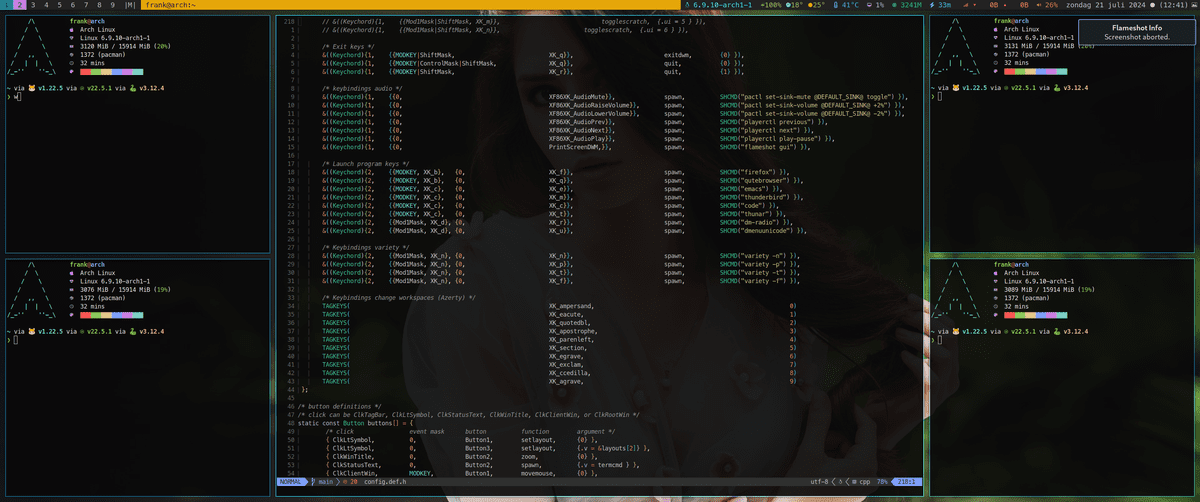 1 2 3 4 5 6 7 8 9 |M| frank@arch:~ 6.9.10-arch1-1 +100% 18° 25° 41°C 1% 3241M 33m 0B 0B 26% zondag 21 juli 2024 (12:41)
frank@arch
Arch Linux
Linux 6.9.10-arch1-1
3120 MiB / 15914 MiB (20%)
1372 (pacman)
32 mins
~ via v1.22.5 via v22.5.1 via v3.12.4
❯ w
frank@arch
Arch Linux
Linux 6.9.10-arch1-1
3076 MiB / 15914 MiB (19%)
1372 (pacman)
32 mins
~ via v1.22.5 via v22.5.1 via v3.12.4
❯
218 // &((Keychord){1, {{Mod1Mask|ShiftMask, XK_m}}, togglescratch, {.ui = 5 } }),
1 // &((Keychord){1, {{Mod1Mask|ShiftMask, XK_n}}, togglescratch, {.ui = 6 } }),
2
3 /* Exit keys */
4 &((Keychord){1, {{MODKEY|ShiftMask, XK_q}}, exitdwm, {0} }),
5 &((Keychord){1, {{MODKEY|ControlMask|ShiftMask, XK_q}}, quit, {0} }),
6 &((Keychord){1, {{MODKEY|ShiftMask, XK_r}}, quit, {1} }),
7
8 /* keybindings audio */
9 &((Keychord){1, {{0, XF86XK_AudioMute}}, spawn, SHCMD("pactl set-sink-mute @DEFAULT_SINK@ toggle") }),
10 &((Keychord){1, {{0, XF86XK_AudioRaiseVolume}}, spawn, SHCMD("pactl set-sink-volume @DEFAULT_SINK@ +2%") }),
11 &((Keychord){1, {{0, XF86XK_AudioLowerVolume}}, spawn, SHCMD("pactl set-sink-volume @DEFAULT_SINK@ -2%") }),
12 &((Keychord){1, {{0, XF86XK_AudioPrev}}, spawn, SHCMD("playerctl previous") }),
13 &((Keychord){1, {{0, XF86XK_AudioNext}}, spawn, SHCMD("playerctl next") }),
14 &((Keychord){1, {{0, XF86XK_AudioPlay}}, spawn, SHCMD("playerctl play-pause") }),
15 &((Keychord){1, {{0, PrintScreenDWM,}}, spawn, SHCMD("flameshot gui") }),
16
17 /* Launch program keys */
18 &((Keychord){2, {{MODKEY, XK_b}, {0, XK_f}}, spawn, SHCMD("firefox") }),
19 &((Keychord){2, {{MODKEY, XK_b}, {0, XK_q}}, spawn, SHCMD("qutebrowser") }),
20 &((Keychord){2, {{MODKEY, XK_c}, {0, XK_e}}, spawn, SHCMD("emacs") }),
21 &((Keychord){2, {{MODKEY, XK_c}, {0, XK_m}}, spawn, SHCMD("thunderbird") }),
22 &((Keychord){2, {{MODKEY, XK_c}, {0, XK_c}}, spawn, SHCMD("code") }),
23 &((Keychord){2, {{MODKEY, XK_c}, {0, XK_t}}, spawn, SHCMD("thunar") }),
24 &((Keychord){2, {{Mod1Mask, XK_d}, {0, XK_r}}, spawn, SHCMD("dm-radio") }),
25 &((Keychord){2, {{Mod1Mask, XK_d}, {0, XK_u}}, spawn, SHCMD("dmenuunicode") }),
26
27 /* Keybindings variety */
28 &((Keychord){2, {{Mod1Mask, XK_n}, {0, XK_n}}, spawn, SHCMD("variety -n") }),
29 &((Keychord){2, {{Mod1Mask, XK_n}, {0, XK_p}}, spawn, SHCMD("variety -p") }),
30 &((Keychord){2, {{Mod1Mask, XK_n}, {0, XK_t}}, spawn, SHCMD("variety -t") }),
31 &((Keychord){2, {{Mod1Mask, XK_n}, {0, XK_f}}, spawn, SHCMD("variety -f") }),
32
33 /* Keybindings change workspaces (Azerty) */
34 TAGKEYS( XK_ampersand, 0)
35 TAGKEYS( XK_eacute, 1)
36 TAGKEYS( XK_quotedbl, 2)
37 TAGKEYS( XK_apostrophe, 3)
38 TAGKEYS( XK_parenleft, 4)
39 TAGKEYS( XK_section, 5)
40 TAGKEYS( XK_egrave, 6)
41 TAGKEYS( XK_exclam, 7)
42 TAGKEYS( XK_ccedilla, 8)
43 TAGKEYS( XK_agrave, 9)
44 };
45
46 /* button definitions */
47 /* click can be ClkTagBar, ClkLtSymbol, ClkStatusText, ClkWinTitle, ClkClientWin, or ClkRootWin */
48 static const Button buttons[] = {
49 /* click event mask button function argument */
50 { ClkLtSymbol, 0, Button1, setlayout, {0} },
51 { ClkLtSymbol, 0, Button3, setlayout, {.v = &layouts[2]} },
52 { ClkWinTitle, 0, Button2, zoom, {0} },
53 { ClkStatusText, 0, Button2, spawn, {.v = termcmd } },
54 { ClkClientWin, MODKEY, Button1, movemouse, {0} },
NORMAL main 20 config.def.h utf-8 cpp 78% 218:1
frank@arch
Arch Linux
Linux 6.9.10-arch1-1
3131 MiB / 15914 MiB (20%)
1372 (pacman)
32 mins
~ via v1.22.5 via v22.5.1 via v3.12.4
❯
Flameshot Info
Screenshot aborted.
frank@arch
Arch Linux
Linux 6.9.10-arch1-1
3089 MiB / 15914 MiB (19%)
1372 (pacman)
32 mins
~ via v1.22.5 via v22.5.1 via v3.12.4
❯